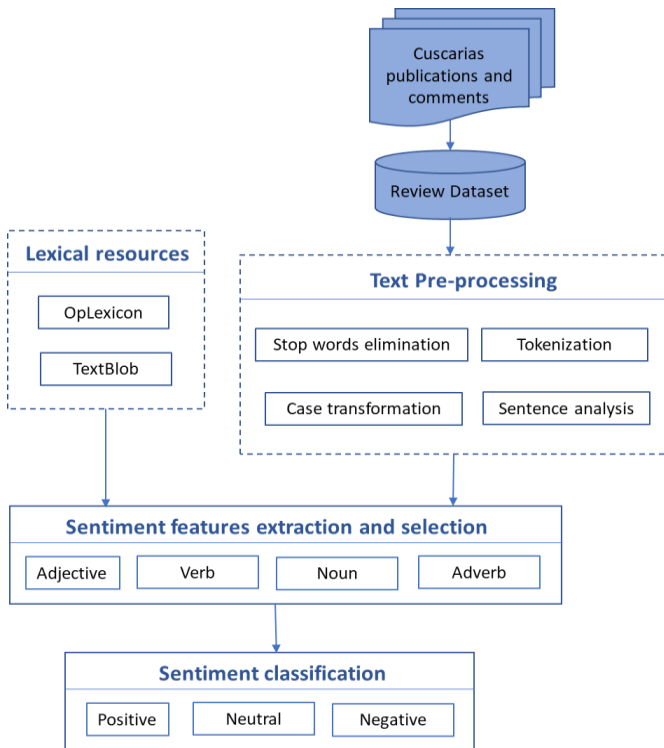 Cuscarias
publications and
comments
Review Dataset
Lexical resources
OpLexicon
TextBlob
Text Pre-processing
Stop words elimination
Tokenization
Case transformation
Sentence analysis
Sentiment features extraction and selection
Adjective
Verb
Noun
Adverb
Sentiment classification
Positive
Neutral
Negative